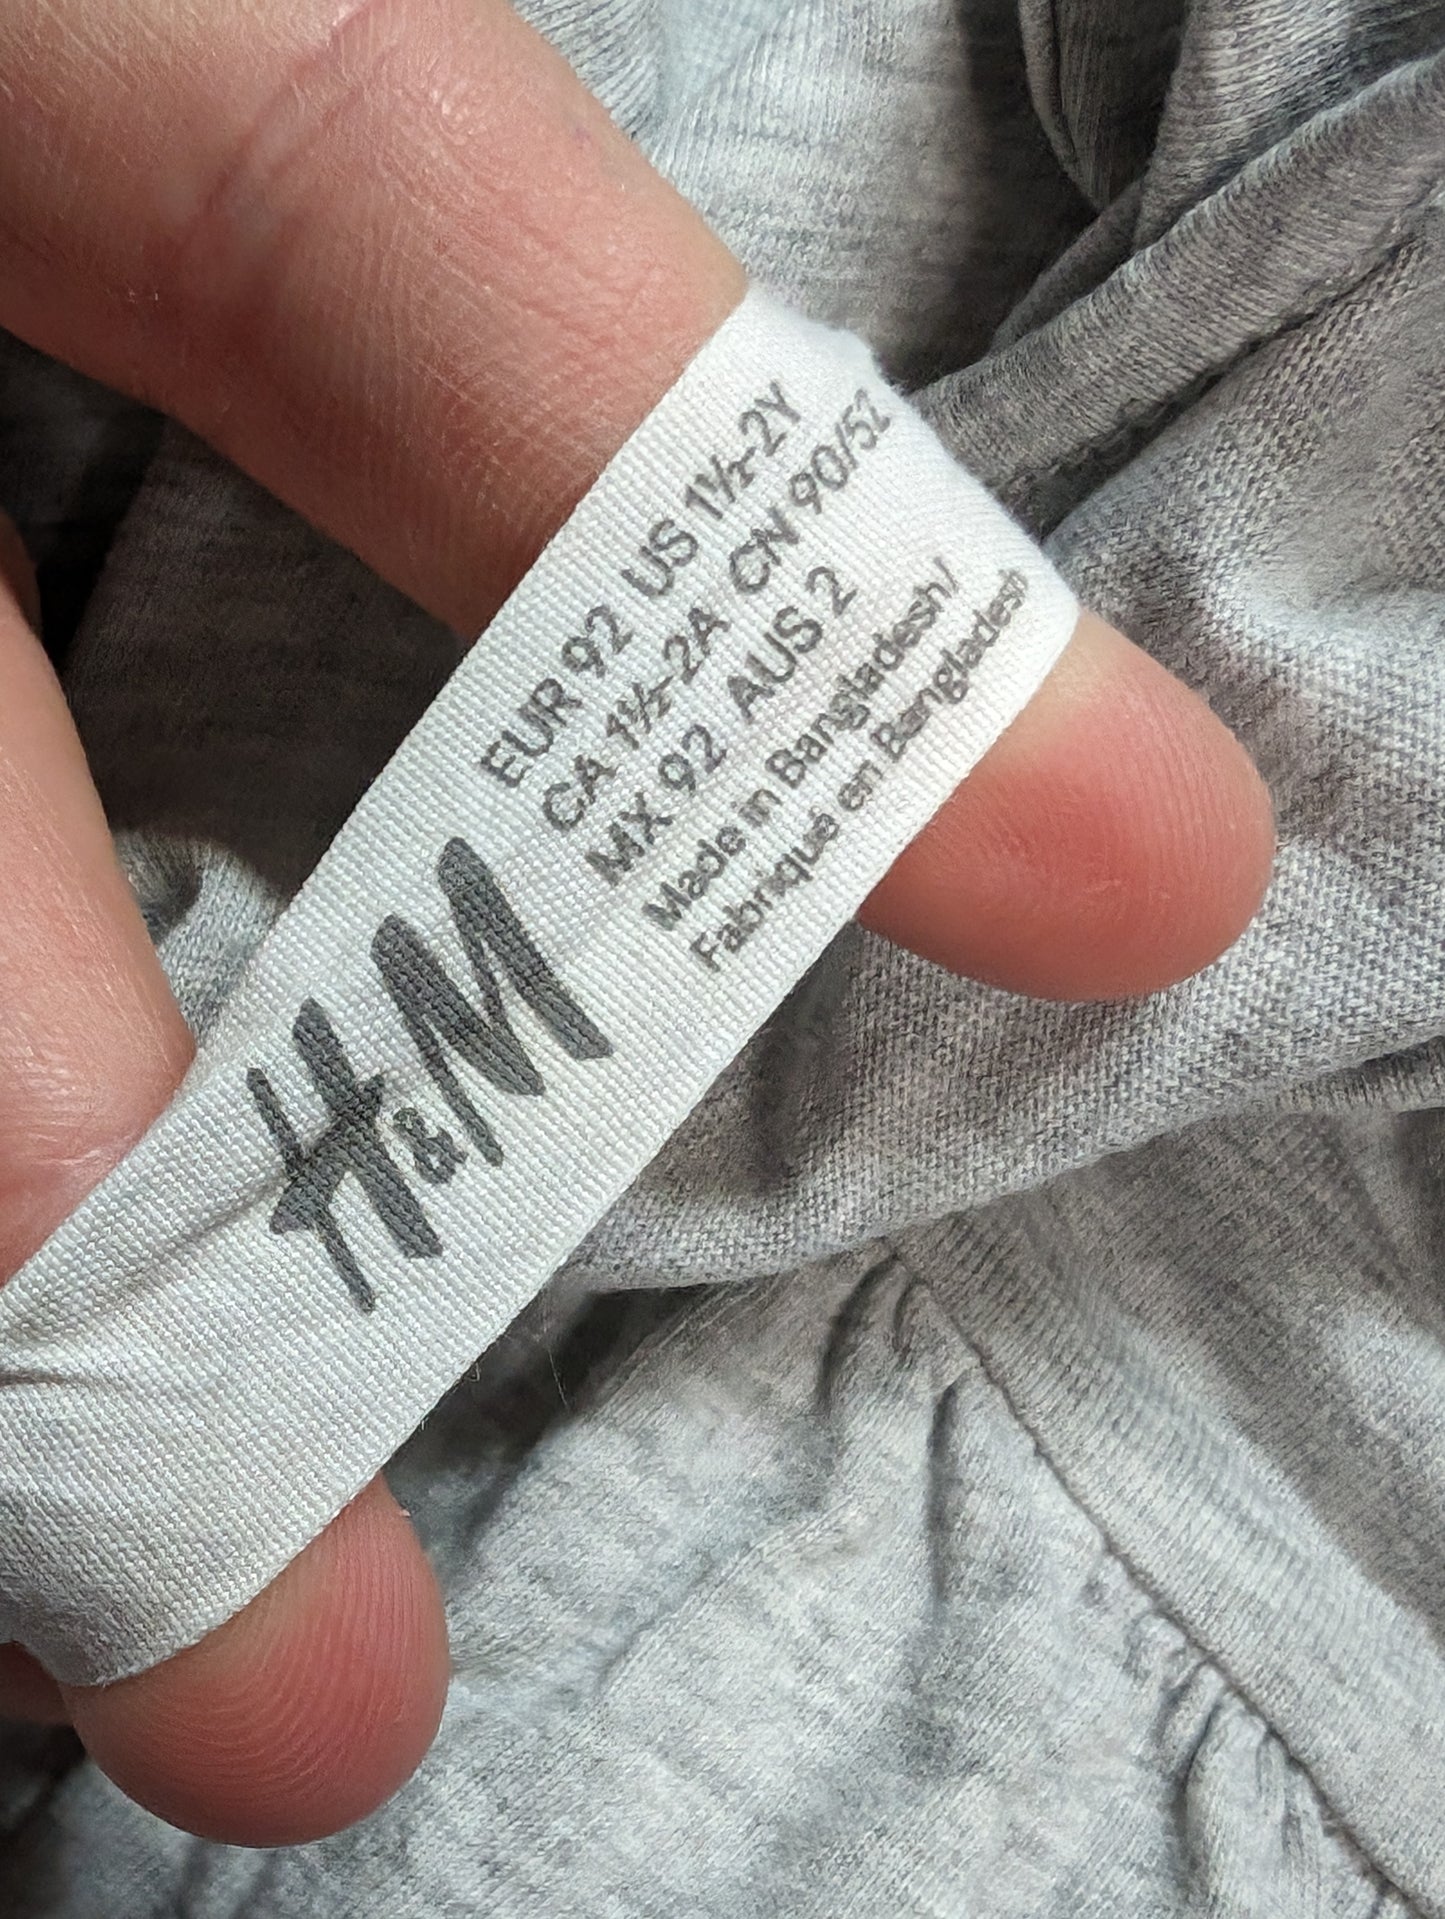 H&M
EUR 92 US 1½-2Y
CA 1½-2A CN 90/52
MX 92 AUS 2
Made in Bangladesh/
Fabriqué en Bangladesh